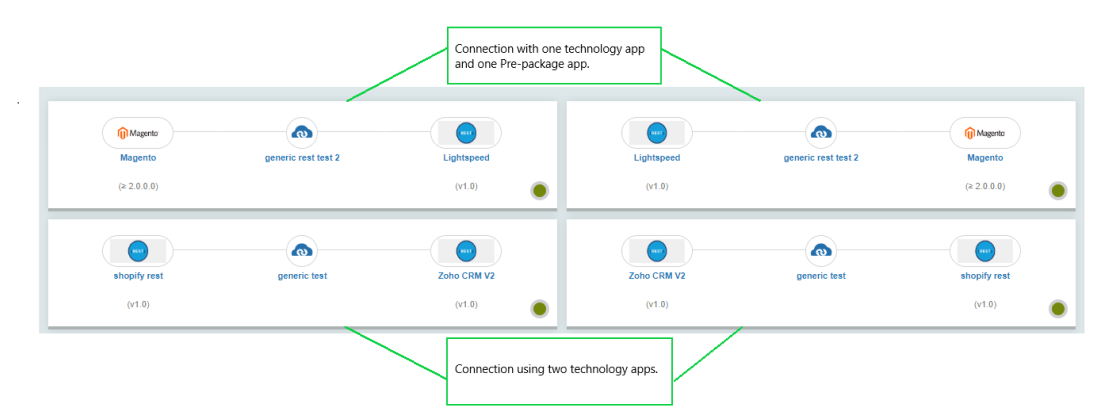 Connection with one technology app
and one Pre-package app.
.
Magento
REST
REST
Magento
Magento
generic rest test 2
Lightspeed
Lightspeed
generic rest test 2
Magento
(≥ 2.0.0.0)
(v1.0)
(v1.0)
(≥ 2.0.0.0)
REST
REST
REST
REST
shopify rest
generic test
Zoho CRM V2
Zoho CRM V2
generic test
shopify rest
(v1.0)
(v1.0)
(v1.0)
(v1.0)
Connection using two technology apps.